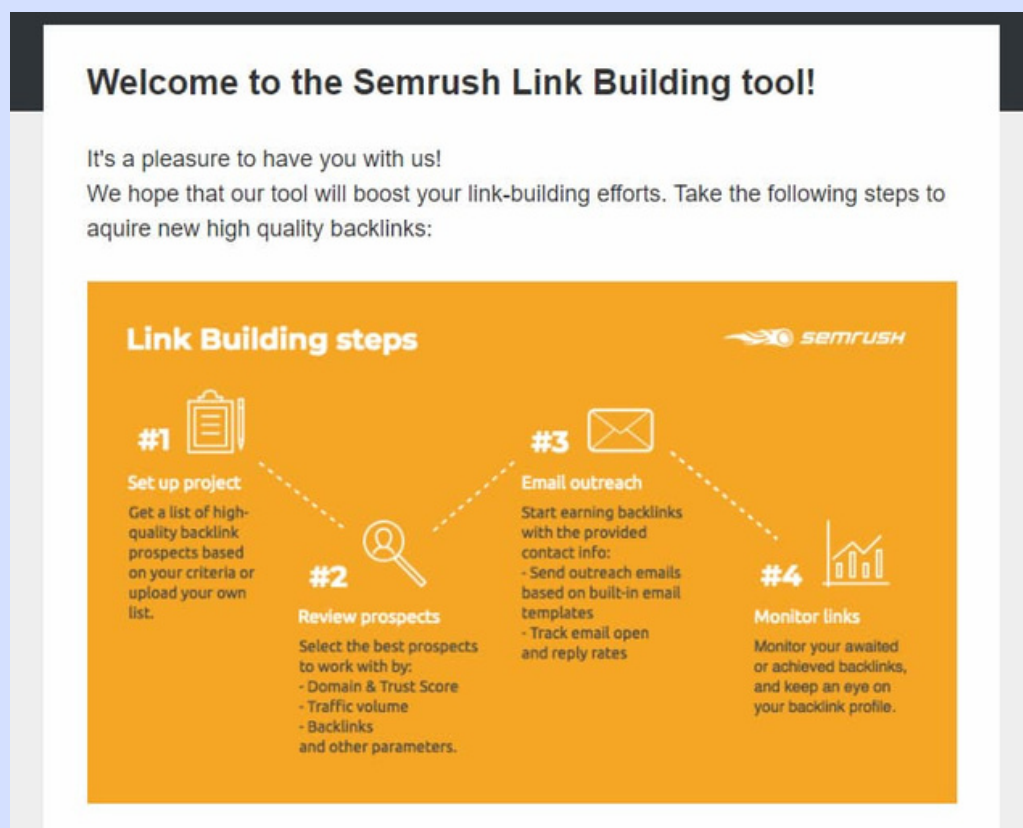 Welcome to the Semrush Link Building tool!
It's a pleasure to have you with us!
We hope that our tool will boost your link-building efforts. Take the following steps to
aquire new high quality backlinks:
Link Building steps
semrush
#1
Set up project
Get a list of high-
quality backlink
prospects based
on your criteria or
upload your own
list.
#2
Review prospects
Select the best prospects
to work with by:
- Domain & Trust Score
- Traffic volume
- Backlinks
and other parameters.
#3
Email outreach
Start earning backlinks
with the provided
contact info:
- Send outreach emails
based on built-in email
templates
- Track email open
and reply rates
#4
Monitor links
Monitor your awaited
or achieved backlinks,
and keep an eye on
your backlink profile.